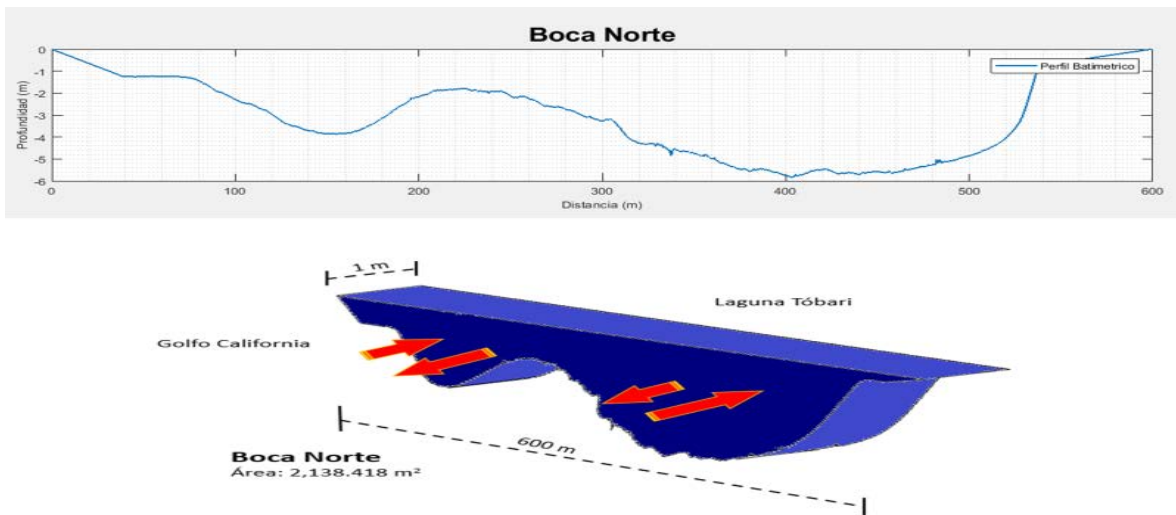 Boca Norte
Perfil Batimetrico
Profundidad (m)
0
-1
-2
-3
-4
-5
-6
0 100 200 300 400 500 600
Distancia (m)
1 m
Laguna Tóbari
Golfo California
600 m
Boca Norte
Área: 2,138.418 m²